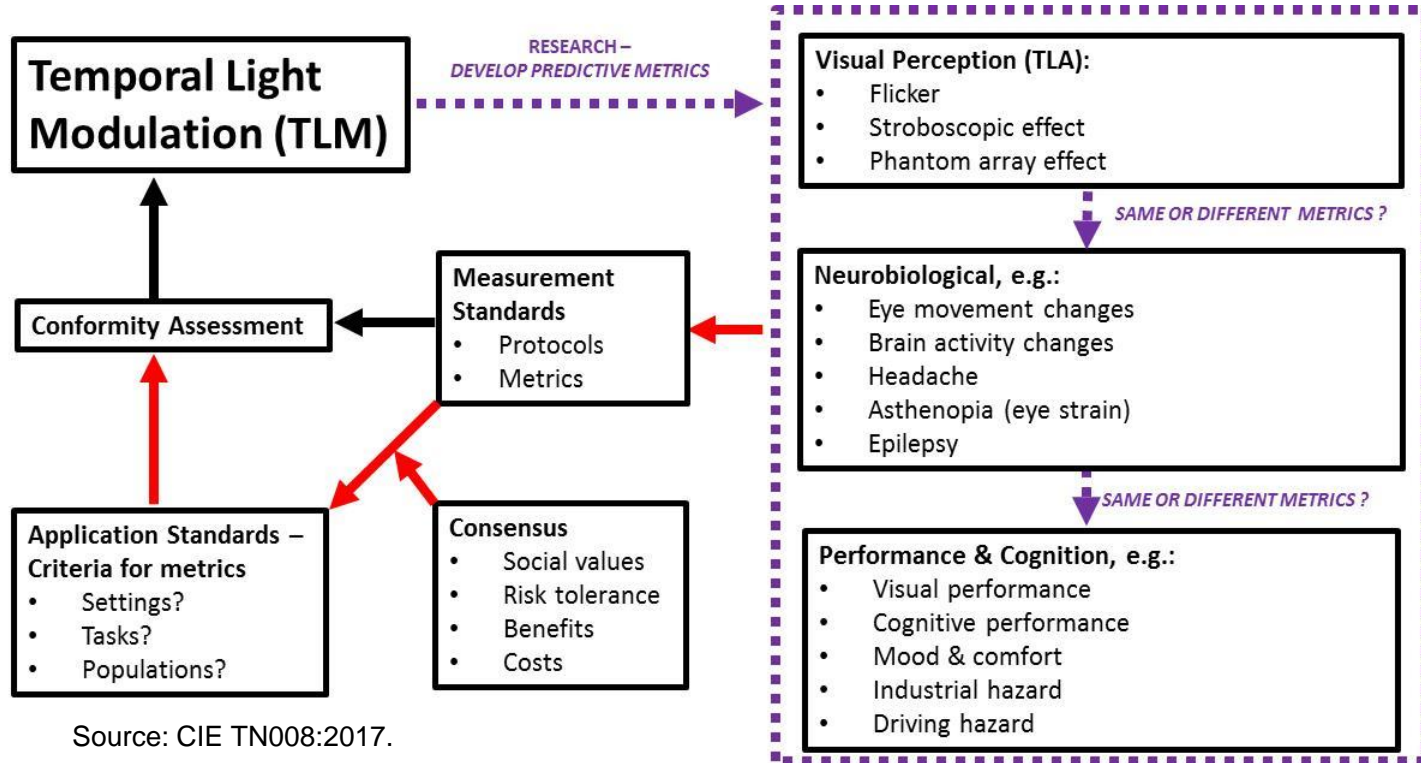 Temporal Light
Modulation (TLM)
RESEARCH –
DEVELOP PREDICTIVE METRICS
Visual Perception (TLA):
• Flicker
• Stroboscopic effect
• Phantom array effect
SAME OR DIFFERENT METRICS ?
Neurobiological, e.g.:
• Eye movement changes
• Brain activity changes
• Headache
• Asthenopia (eye strain)
• Epilepsy
SAME OR DIFFERENT METRICS ?
Performance & Cognition, e.g.:
• Visual performance
• Cognitive performance
• Mood & comfort
• Industrial hazard
• Driving hazard
Measurement
Standards
• Protocols
• Metrics
Conformity Assessment
Application Standards –
Criteria for metrics
• Settings?
• Tasks?
• Populations?
Consensus
• Social values
• Risk tolerance
• Benefits
• Costs
Source: CIE TN008:2017.